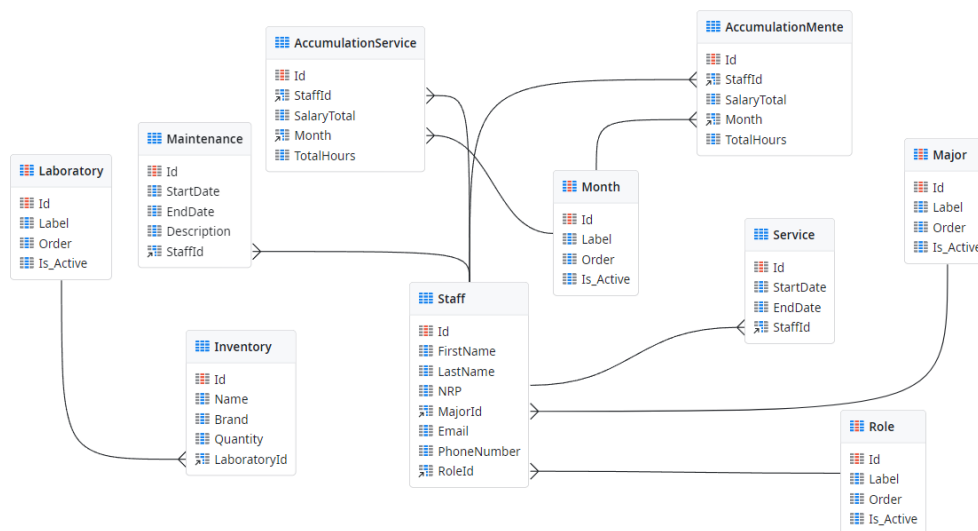 AccumulationService
Id
StaffId
SalaryTotal
Month
TotalHours
AccumulationMente
Id
StaffId
SalaryTotal
Month
TotalHours
Maintenance
Id
StartDate
EndDate
Description
StaffId
Laboratory
Id
Label
Order
Is_Active
Month
Id
Label
Order
Is_Active
Major
Id
Label
Order
Is_Active
Service
Id
StartDate
EndDate
StaffId
Staff
Id
FirstName
LastName
NRP
MajorId
Email
PhoneNumber
RoleId
Inventory
Id
Name
Brand
Quantity
LaboratoryId
Role
Id
Label
Order
Is_Active